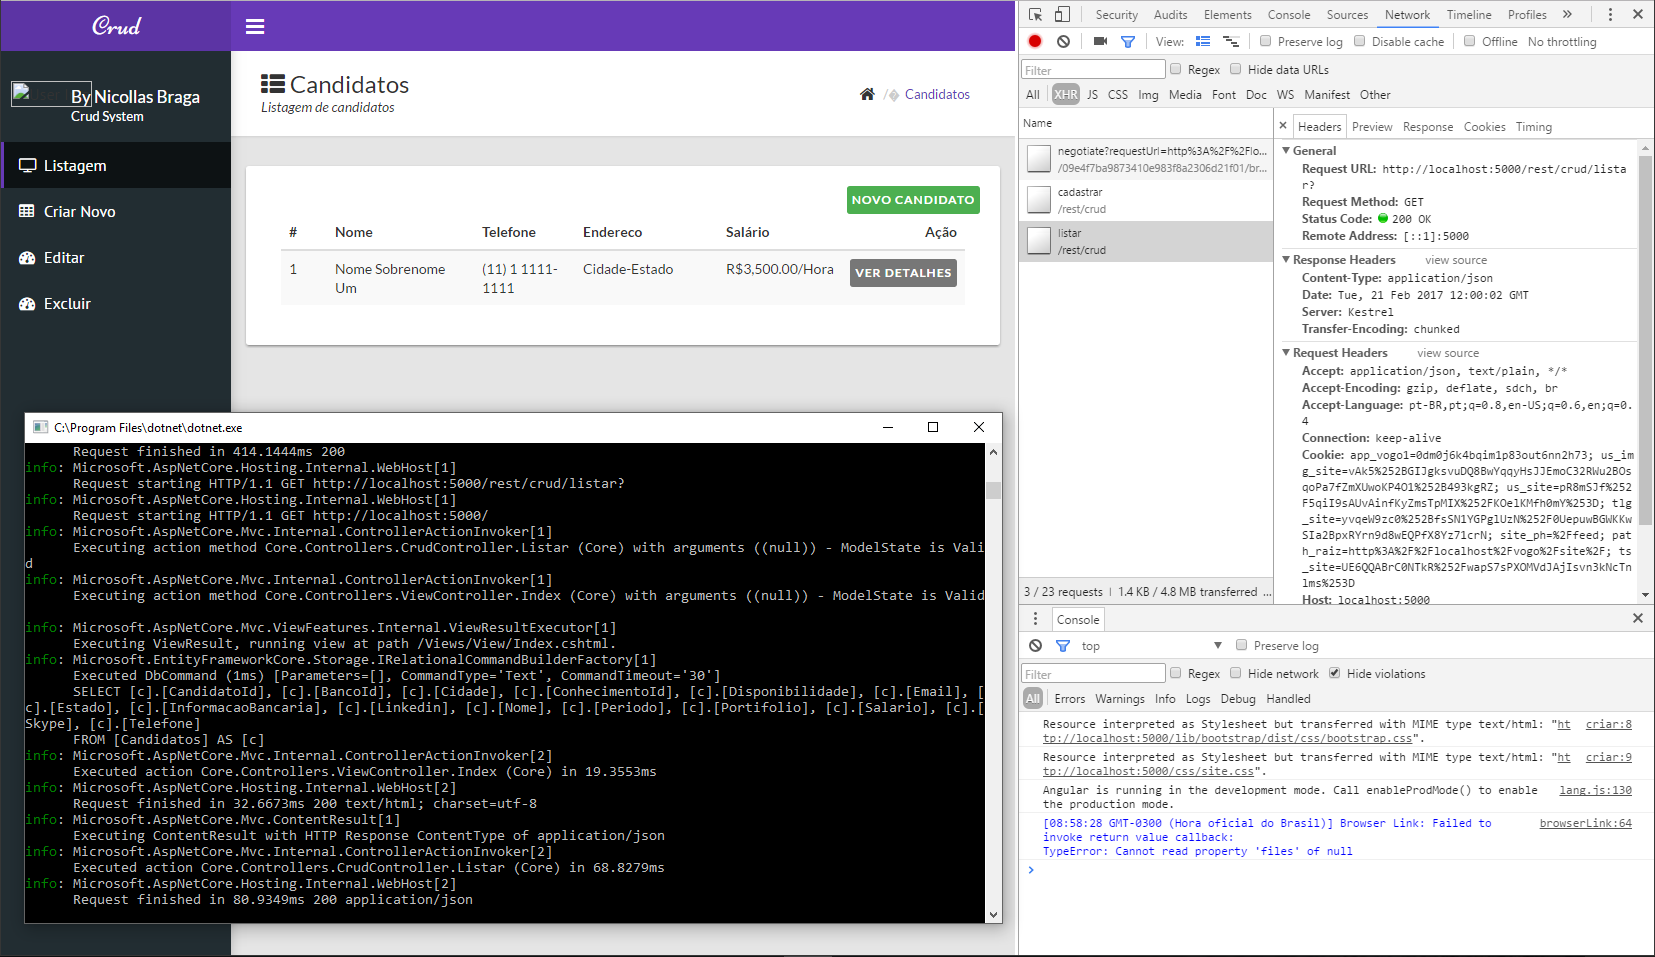 Crud
By Nicollas Braga
Crud System
Listagem
Criar Novo
Editar
Excluir
Candidatos
Listagem de candidatos
/ Candidatos
NOVO CANDIDATO
# Nome Telefone Endereco Salário Ação
1 Nome Sobrenome Um (11) 1 1111-1111 Cidade-Estado R$3,500.00/Hora VER DETALHES
C:\Program Files\dotnet\dotnet.exe
Request finished in 414.1444ms 200
info: Microsoft.AspNetCore.Hosting.Internal.WebHost[1]
Request starting HTTP/1.1 GET http://localhost:5000/rest/crud/listar?
info: Microsoft.AspNetCore.Hosting.Internal.WebHost[1]
Request starting HTTP/1.1 GET http://localhost:5000/
info: Microsoft.AspNetCore.Mvc.Internal.ControllerActionInvoker[1]
Executing action method Core.Controllers.CrudController.Listar (Core) with arguments ((null)) - ModelState is Vali
d
info: Microsoft.AspNetCore.Mvc.Internal.ControllerActionInvoker[1]
Executing action method Core.Controllers.ViewController.Index (Core) with arguments ((null)) - ModelState is Valid
info: Microsoft.AspNetCore.Mvc.ViewFeatures.Internal.ViewResultExecutor[1]
Executing ViewResult, running view at path /Views/View/Index.cshtml.
info: Microsoft.EntityFrameworkCore.Storage.IRelationalCommandBuilderFactory[1]
Executed DbCommand (1ms) [Parameters=[], CommandType='Text', CommandTimeout='30']
SELECT [c].[CandidatoId], [c].[BancoId], [c].[Cidade], [c].[ConhecimentoId], [c].[Disponibilidade], [c].[Email], [
c].[Estado], [c].[InformacaoBancaria], [c].[Linkedin], [c].[Nome], [c].[Periodo], [c].[Portifolio], [c].[Salario], [c].[
Skype], [c].[Telefone]
FROM [Candidatos] AS [c]
info: Microsoft.AspNetCore.Mvc.Internal.ControllerActionInvoker[2]
Executed action Core.Controllers.ViewController.Index (Core) in 19.3553ms
info: Microsoft.AspNetCore.Hosting.Internal.WebHost[2]
Request finished in 32.6673ms 200 text/html; charset=utf-8
info: Microsoft.AspNetCore.Mvc.ContentResult[1]
Executing ContentResult with HTTP Response ContentType of application/json
info: Microsoft.AspNetCore.Mvc.Internal.ControllerActionInvoker[2]
Executed action Core.Controllers.CrudController.Listar (Core) in 68.8279ms
info: Microsoft.AspNetCore.Hosting.Internal.WebHost[2]
Request finished in 80.9349ms 200 application/json
Security Audits Elements Console Sources Network Timeline Profiles »
View: Preserve log Disable cache Offline No throttling
Filter Regex Hide data URLs
All XHR JS CSS Img Media Font Doc WS Manifest Other
Name
negotiate?requestUrl=http%3A%2F%2Flo...
/09e4f7ba9873410e983f8a2306d21f01/br...
cadastrar
/rest/crud
listar
/rest/crud
3 / 23 requests | 1.4 KB / 4.8 MB transferred ...
× Headers Preview Response Cookies Timing
General
Request URL: http://localhost:5000/rest/crud/lista
r?
Request Method: GET
Status Code: 200 OK
Remote Address: [::1]:5000
Response Headers view source
Content-Type: application/json
Date: Tue, 21 Feb 2017 12:00:02 GMT
Server: Kestrel
Transfer-Encoding: chunked
Request Headers view source
Accept: application/json, text/plain, */*
Accept-Encoding: gzip, deflate, sdch, br
Accept-Language: pt-BR,pt;q=0.8,en-US;q=0.6,en;q=0.
4
Connection: keep-alive
Cookie: app_vogo1=0dm0j6k4bqim1p83out6nn2h73; us_im
g_site=vAk5%252BGIJgksvuDQ8BwYqqyHsJJEmoC32RWu2BOs
qoPa7fZmXUwoKP4O1%252B493kgRZ; us_site=pR8mSJf%252
F5qiI9sAUvAinfKyZmsTpMIX%252FKOelKMfh0mY%253D; tlg
_site=yvqeW9zc0%252BfsSN1YGPglUzN%252F0UepuwBGWKKw
SIa2BpxRYrn9d8wEQPfX8Yz71crN; site_ph=%2Ffeed; pat
h_raiz=http%3A%2F%2Flocalhost%2Fvogo%2Fsite%2F; ts
_site=UE6QQABrC0NTkR%252FwapS7sPXOMVdJAjIsvn3kNcTn
lms%253D
Host: localhost:5000
Console
top Preserve log
Filter Regex Hide network Hide violations
All Errors Warnings Info Logs Debug Handled
Resource interpreted as Stylesheet but transferred with MIME type text/html: "ht criar:8
tp://localhost:5000/lib/bootstrap/dist/css/bootstrap.css".
Resource interpreted as Stylesheet but transferred with MIME type text/html: "ht criar:9
tp://localhost:5000/css/site.css".
Angular is running in the development mode. Call enableProdMode() to enable lang.js:130
the production mode.
[08:58:28 GMT-0300 (Hora oficial do Brasil)] Browser Link: Failed to browserLink:64
invoke return value callback:
TypeError: Cannot read property 'files' of null